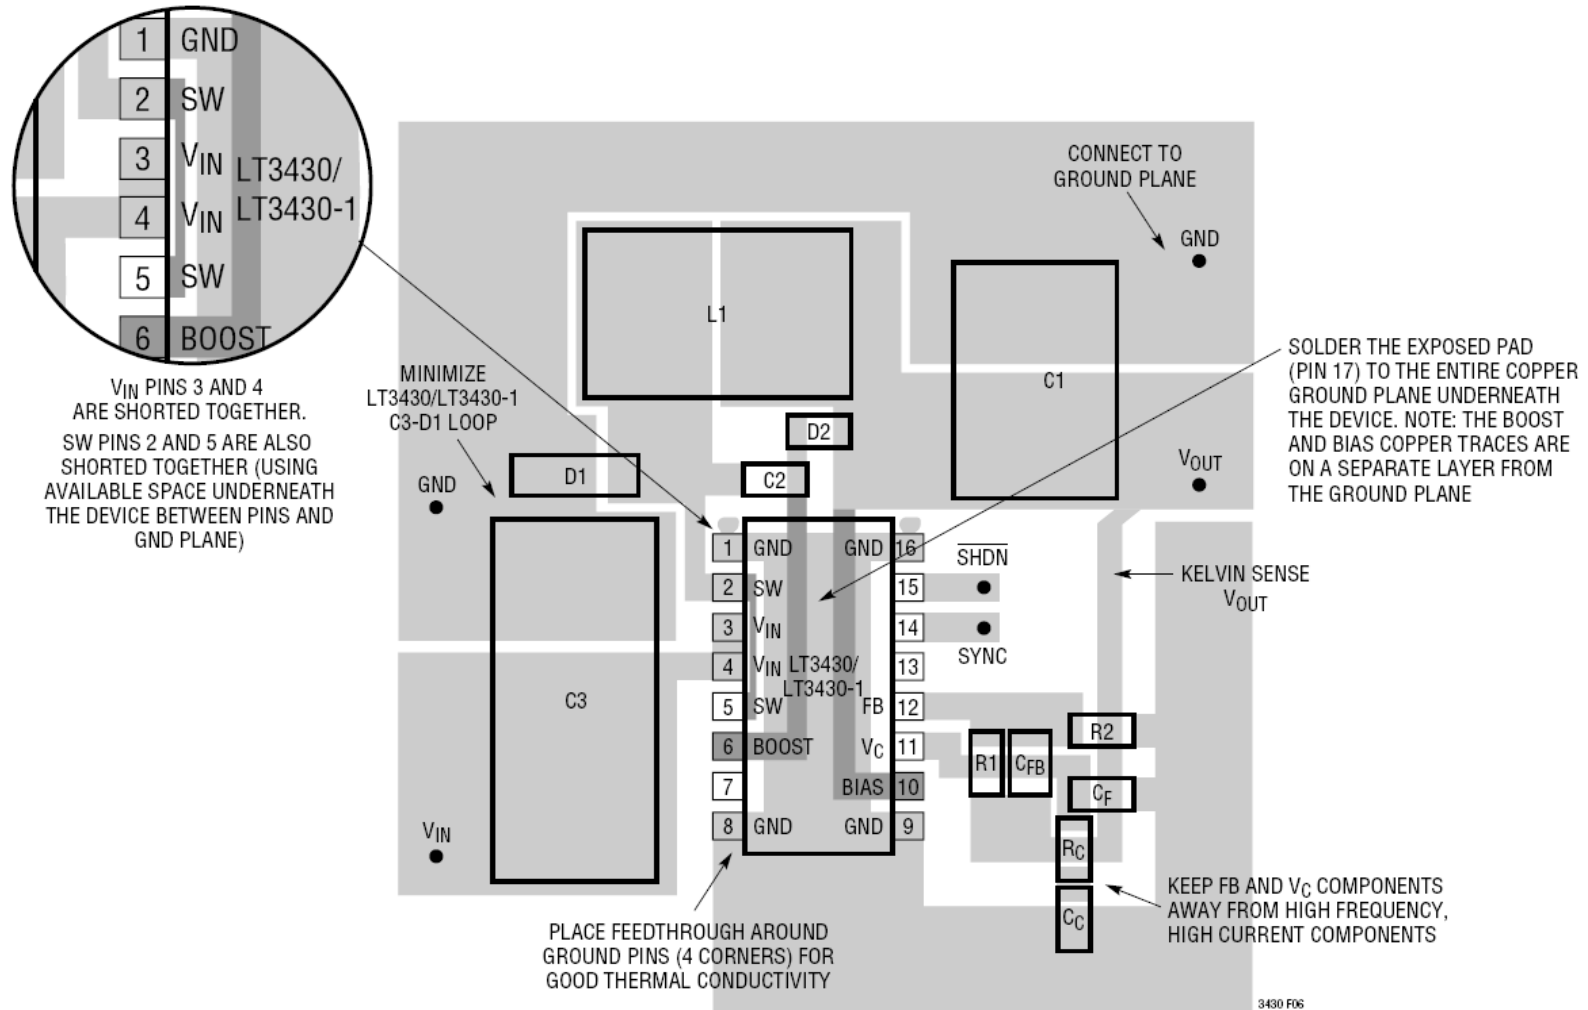 1 GND
2 SW
3 VIN
4 VIN
LT3430/
LT3430-1
5 SW
6 BOOST
VIN PINS 3 AND 4
ARE SHORTED TOGETHER.
SW PINS 2 AND 5 ARE ALSO
SHORTED TOGETHER (USING
AVAILABLE SPACE UNDERNEATH
THE DEVICE BETWEEN PINS AND
GND PLANE)
MINIMIZE
LT3430/LT3430-1
C3-D1 LOOP
CONNECT TO
GROUND PLANE
GND
L1
C1
SOLDER THE EXPOSED PAD
(PIN 17) TO THE ENTIRE COPPER
GROUND PLANE UNDERNEATH
THE DEVICE. NOTE: THE BOOST
AND BIAS COPPER TRACES ARE
ON A SEPARATE LAYER FROM
THE GROUND PLANE
D2
D1
C2
GND
VOUT
1 GND
2 SW
3 VIN
4 VIN
5 SW
6 BOOST
7
8 GND
LT3430/
LT3430-1
GND 16
15
14
13
FB 12
VC 11
BIAS 10
GND 9
SHDN
SYNC
KELVIN SENSE
VOUT
C3
VIN
R1
CFB
R2
CF
RC
CC
PLACE FEEDTHROUGH AROUND
GROUND PINS (4 CORNERS) FOR
GOOD THERMAL CONDUCTIVITY
KEEP FB AND VC COMPONENTS
AWAY FROM HIGH FREQUENCY,
HIGH CURRENT COMPONENTS
3430 F06